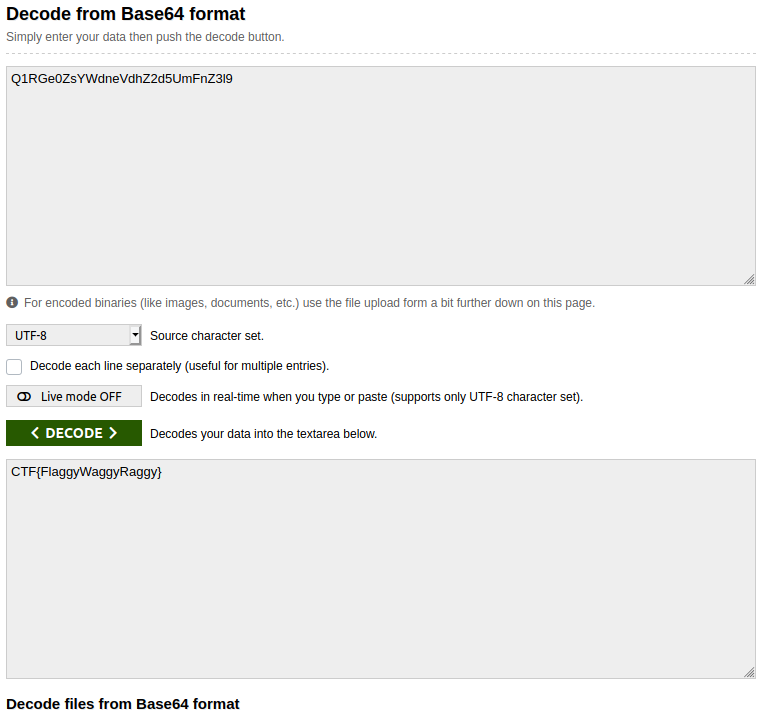 Decode from Base64 format
Simply enter your data then push the decode button.
Q1RGe0ZsYWdneVdhZ2d5UmFnZ3l9
For encoded binaries (like images, documents, etc.) use the file upload form a bit further down on this page.
UTF-8 Source character set.
Decode each line separately (useful for multiple entries).
Live mode OFF Decodes in real-time when you type or paste (supports only UTF-8 character set).
< DECODE > Decodes your data into the textarea below.
CTF{FlaggyWaggyRaggy}
Decode files from Base64 format